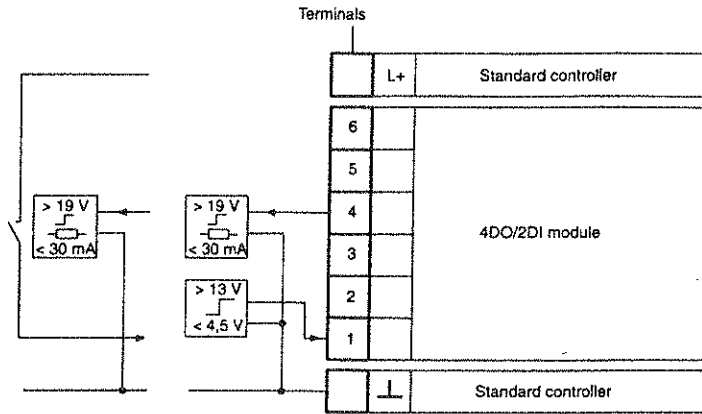 Terminals
L+ Standard controller
6
5
> 19 V > 19 V 4 4DO/2DI module
< 30 mA < 30 mA 3
> 13 V 2
< 4,5 V 1
Standard controller